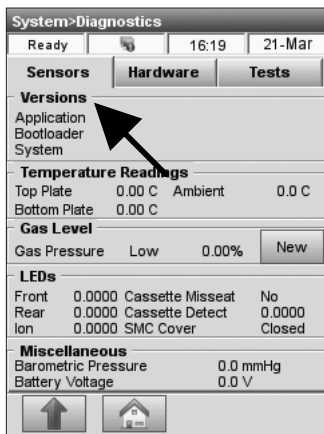 System>Diagnostics
Ready 16:19 21-Mar
Sensors Hardware Tests
Versions
Application
Bootloader
System
Temperature Readings
Top Plate 0.00 C Ambient 0.0 C
Bottom Plate 0.00 C
Gas Level
Gas Pressure Low 0.00% New
LEDs
Front 0.0000 Cassette Misseat No
Rear 0.0000 Cassette Detect 0.0000
Ion 0.0000 SMC Cover Closed
Miscellaneous
Barometric Pressure 0.0 mmHg
Battery Voltage 0.0 V